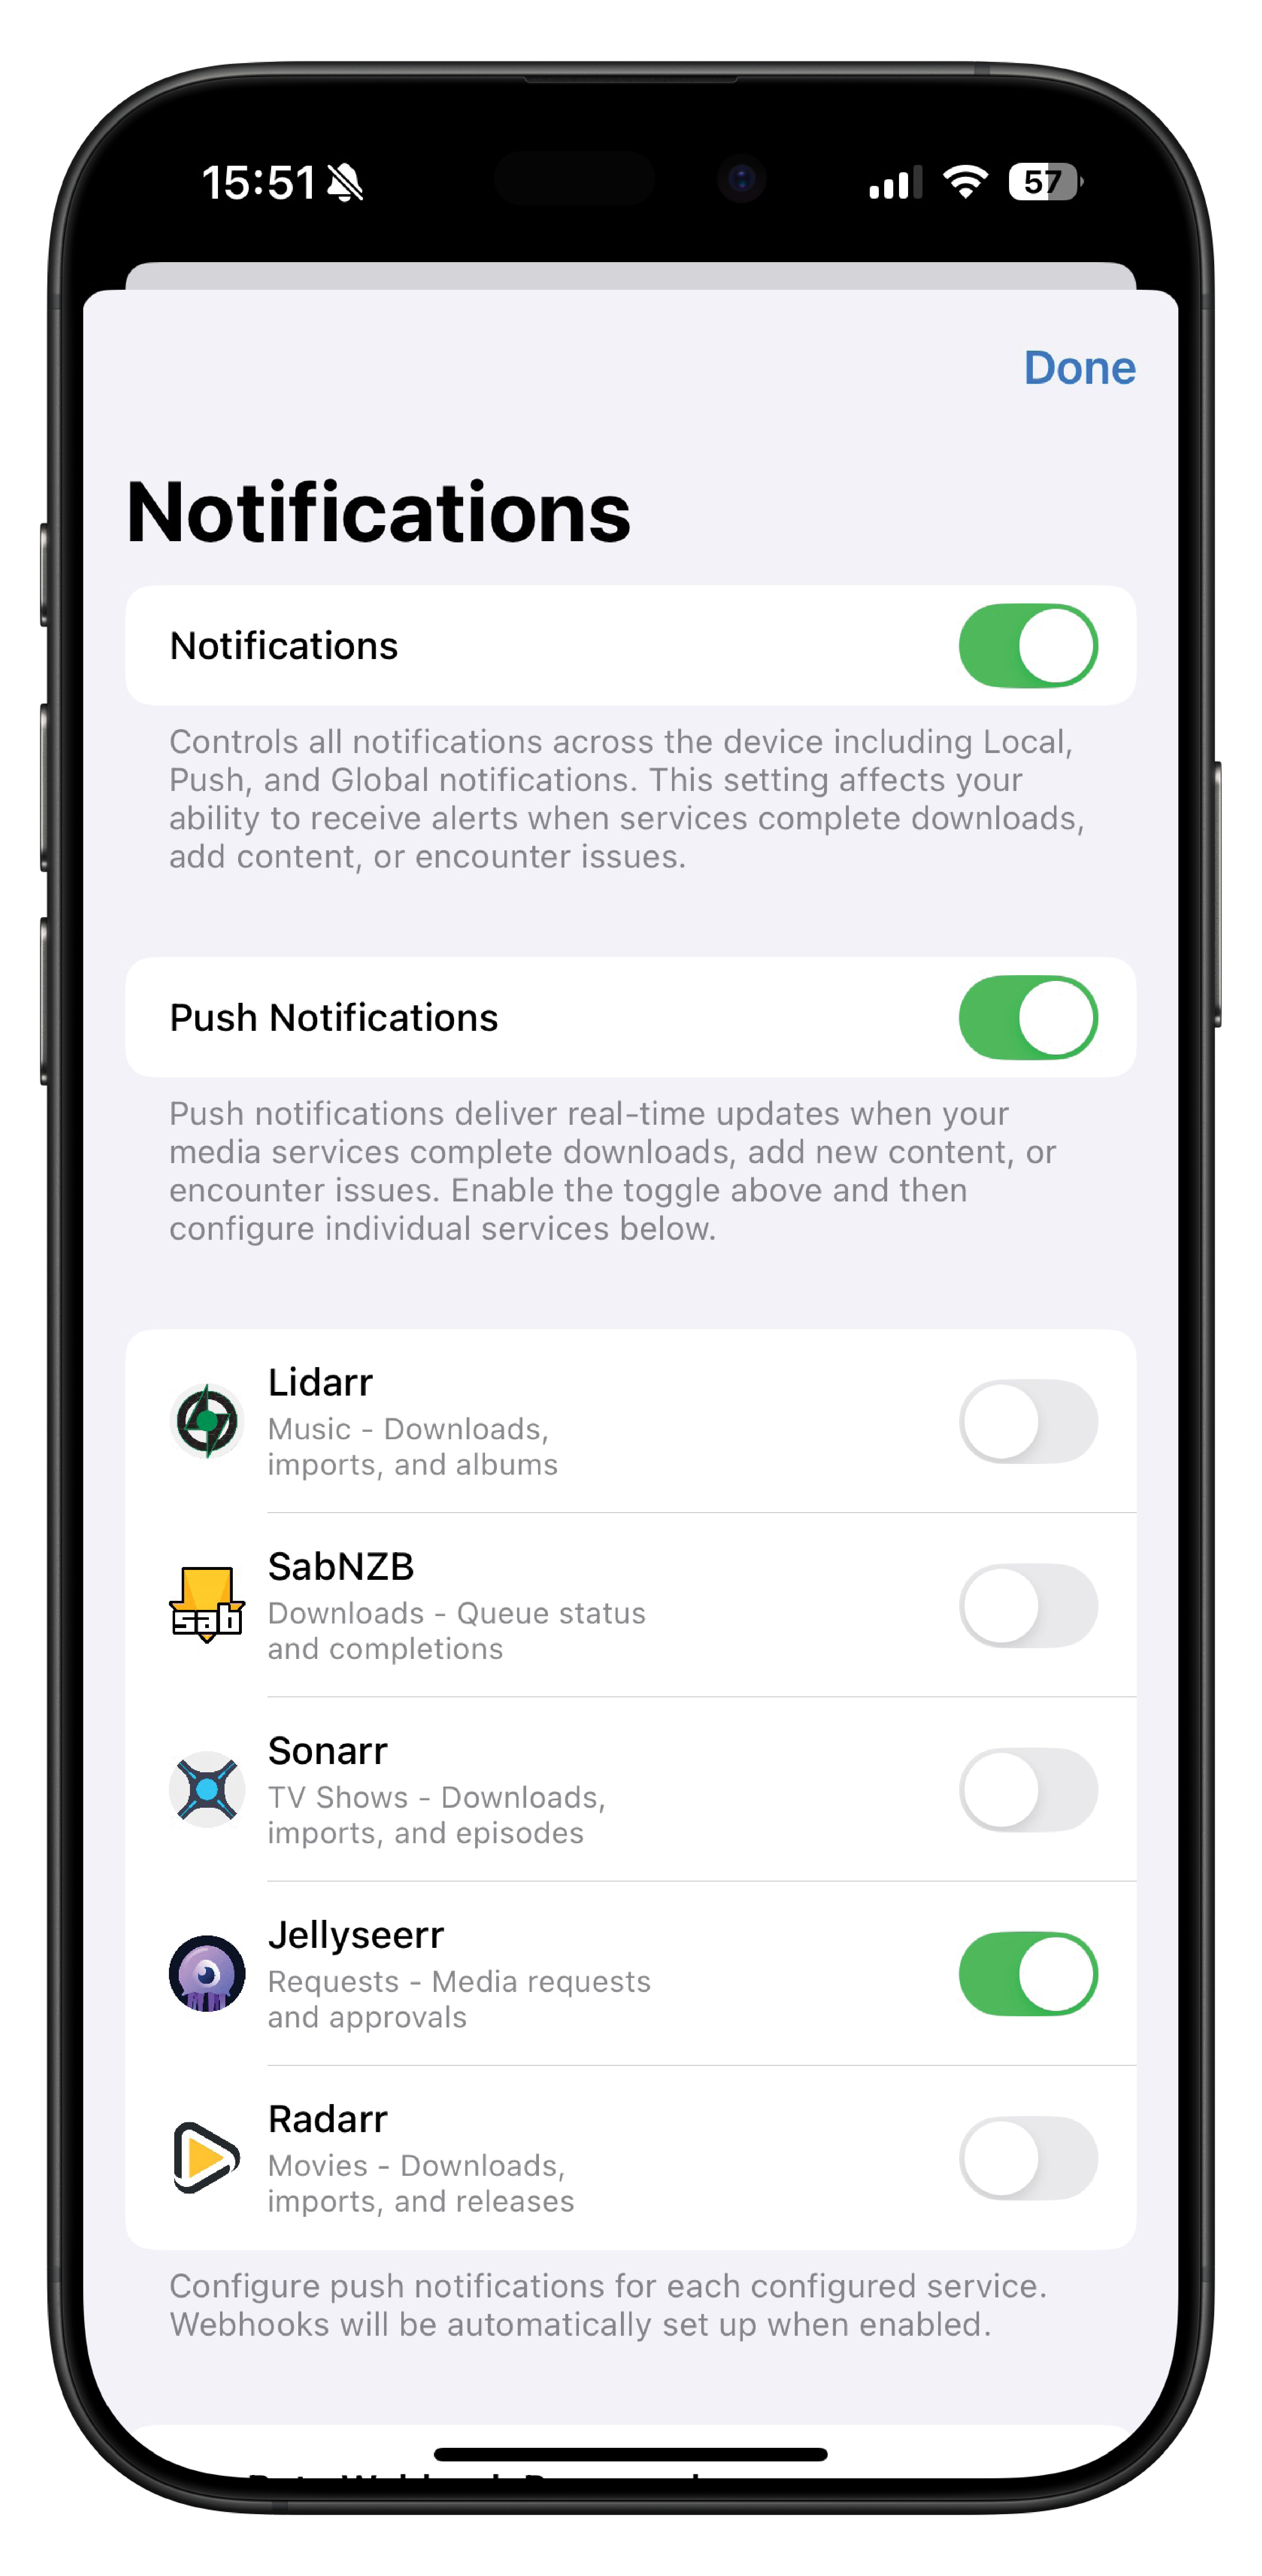 15:51
57
Done
Notifications
Notifications
Controls all notifications across the device including Local,
Push, and Global notifications. This setting affects your
ability to receive alerts when services complete downloads,
add content, or encounter issues.
Push Notifications
Push notifications deliver real-time updates when your
media services complete downloads, add new content, or
encounter issues. Enable the toggle above and then
configure individual services below.
Lidarr
Music - Downloads,
imports, and albums
sab
SabNZB
Downloads - Queue status
and completions
Sonarr
TV Shows - Downloads,
imports, and episodes
Jellyseerr
Requests - Media requests
and approvals
Radarr
Movies - Downloads,
imports, and releases
Configure push notifications for each configured service.
Webhooks will be automatically set up when enabled.